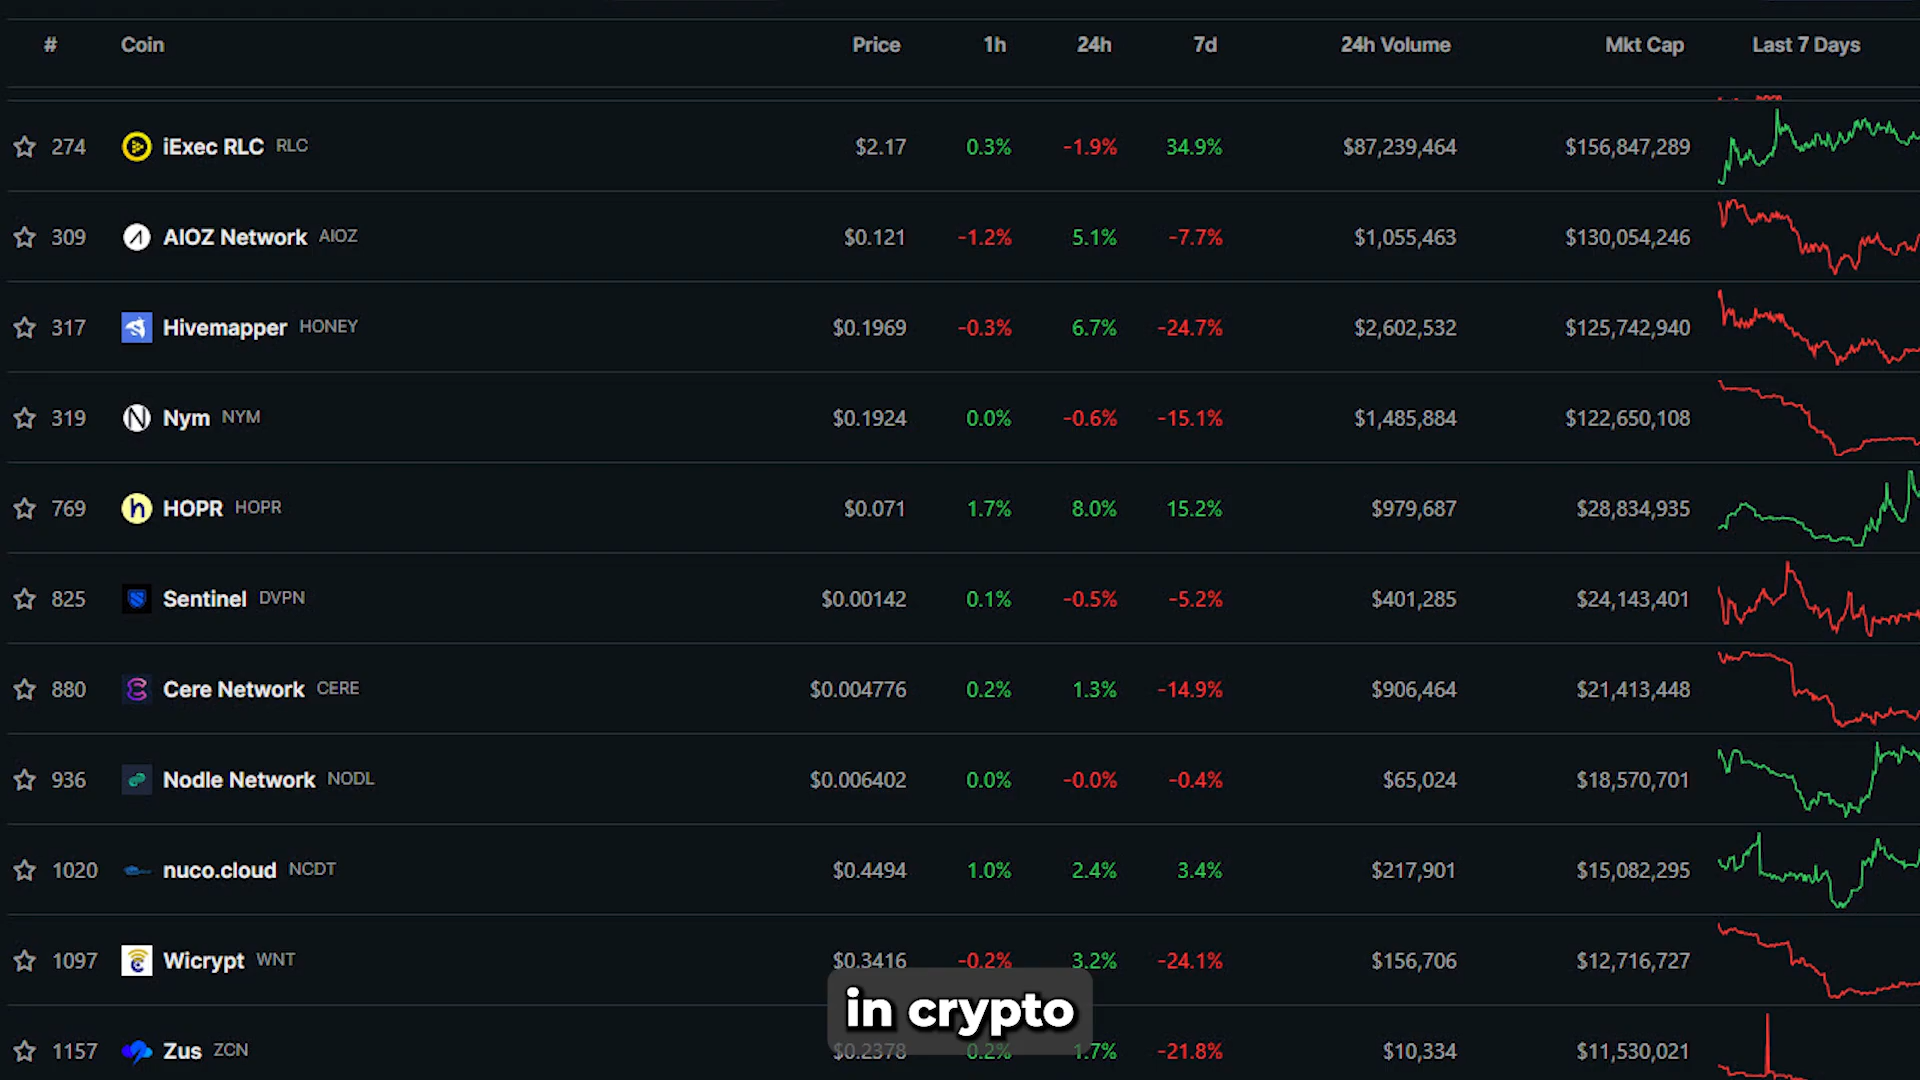 # Coin Price 1h 24h 7d 24h Volume Mkt Cap Last 7 Days
274 iExec RLC RLC $2.17 0.3% -1.9% 34.9% $87,239,464 $156,847,289
309 AIOZ Network AIOZ $0.121 -1.2% 5.1% -7.7% $1,055,463 $130,054,246
317 Hivemapper HONEY $0.1969 -0.3% 6.7% -24.7% $2,602,532 $125,742,940
319 Nym NYM $0.1924 0.0% -0.6% -15.1% $1,485,884 $122,650,108
769 HOPR HOPR $0.071 1.7% 8.0% 15.2% $979,687 $28,834,935
825 Sentinel DVPN $0.00142 0.1% -0.5% -5.2% $401,285 $24,143,401
880 Cere Network CERE $0.004776 0.2% 1.3% -14.9% $906,464 $21,413,448
936 Nodle Network NODL $0.006402 0.0% -0.0% -0.4% $65,024 $18,570,701
1020 nuco.cloud NCDT $0.4494 1.0% 2.4% 3.4% $217,901 $15,082,295
1097 Wicrypt WNT $0.3416 -0.2% 3.2% -24.1% $156,706 $12,716,727
in crypto
1157 Zus ZCN $0.2378 0.2% 1.7% -21.8% $10,334 $11,530,021